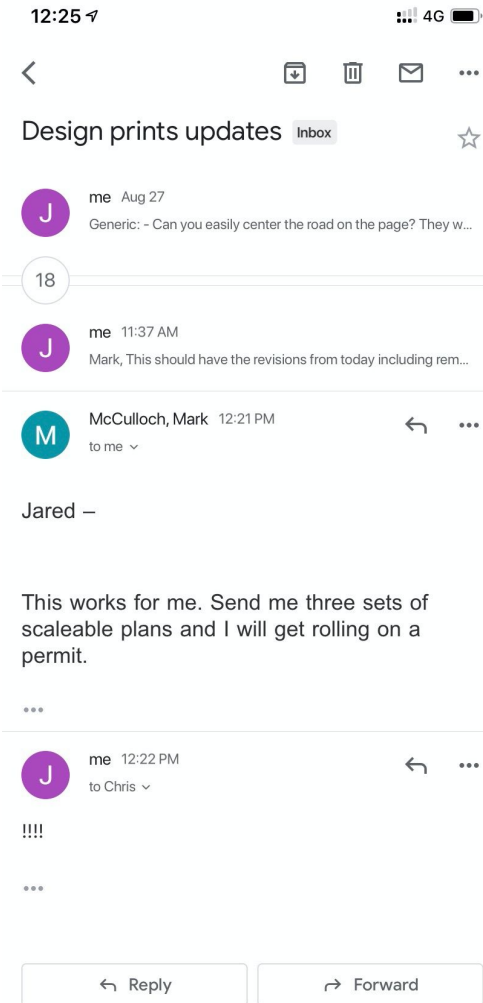 12:25
4G
Design prints updates Inbox
J
me Aug 27
Generic: - Can you easily center the road on the page? They w...
18
J
me 11:37 AM
Mark, This should have the revisions from today including rem...
M
McCulloch, Mark 12:21 PM
to me
Jared –
This works for me. Send me three sets of
scaleable plans and I will get rolling on a
permit.
J
me 12:22 PM
to Chris
!!!!
Reply
Forward